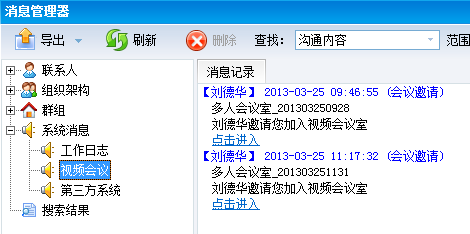 消息管理器
导出 刷新 删除 查找: 沟通内容 范围
联系人
组织架构
群组
系统消息
工作日志
视频会议
第三方系统
搜索结果
消息记录
【刘德华】 2013-03-25 09:46:55 (会议邀请)
多人会议室_201303250928
刘德华邀请您加入视频会议室
点击进入
【刘德华】 2013-03-25 11:17:32 (会议邀请)
多人会议室_201303251131
刘德华邀请您加入视频会议室
点击进入